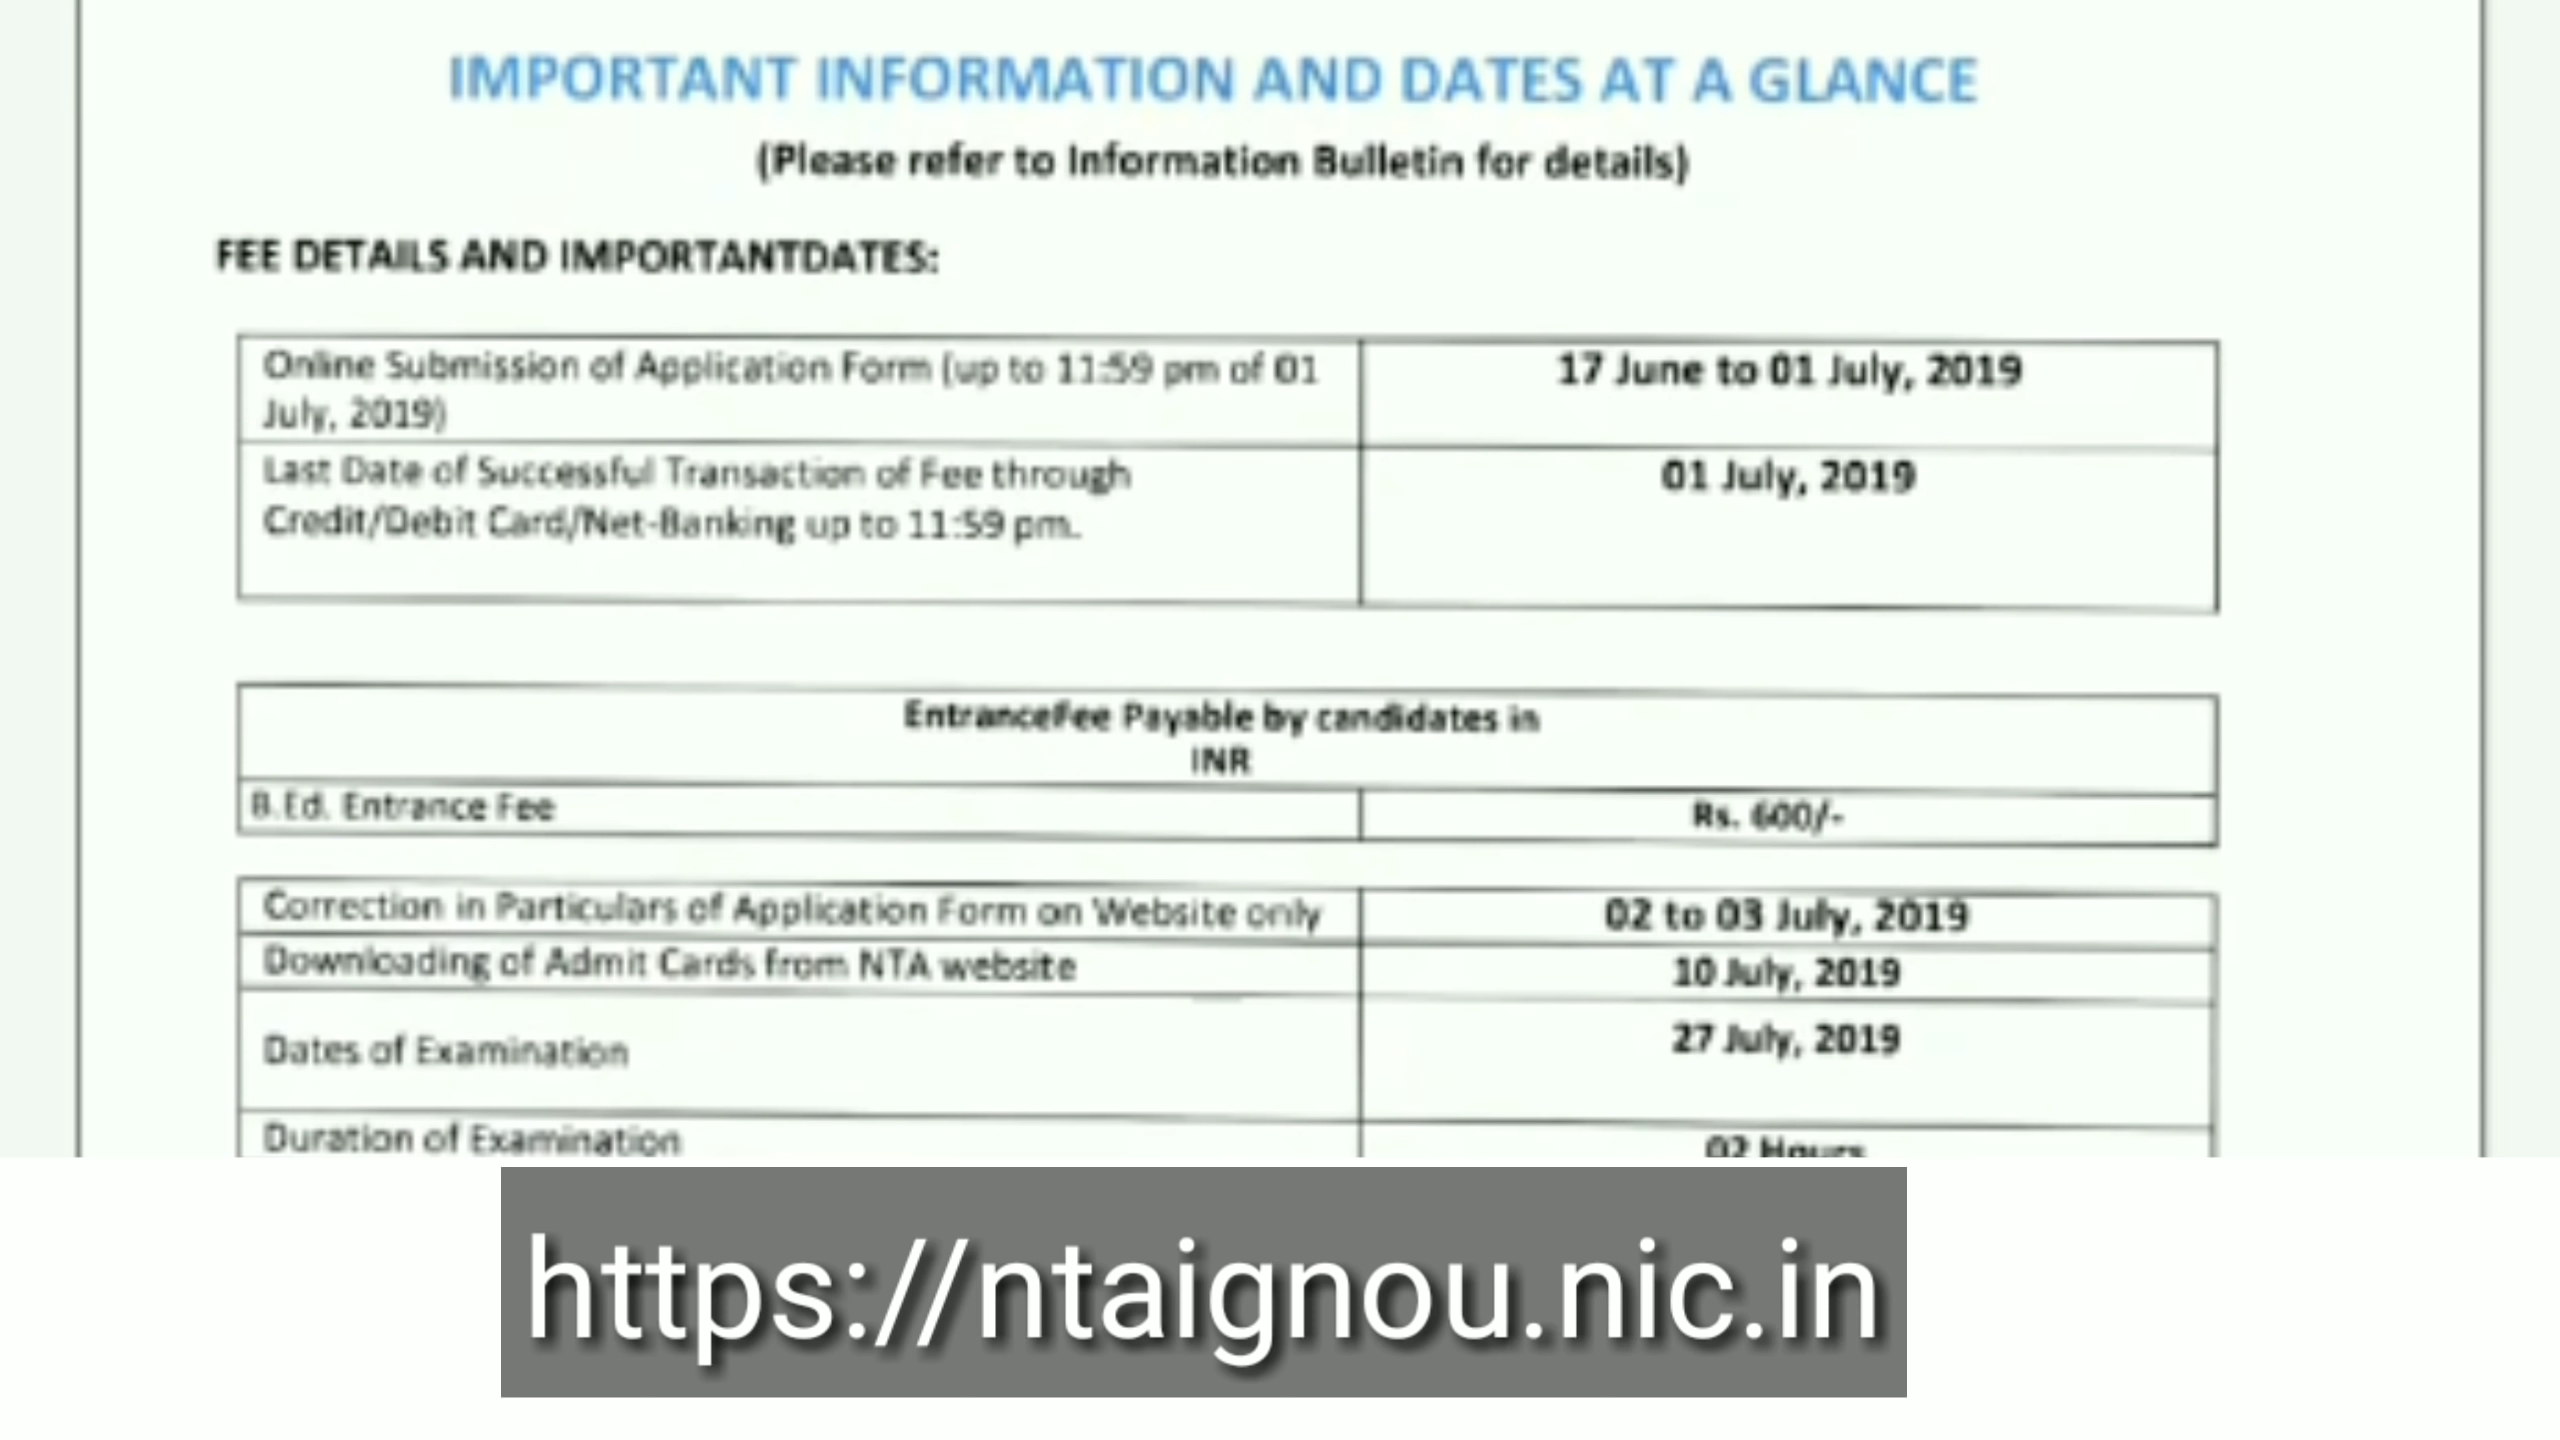 IMPORTANT INFORMATION AND DATES AT A GLANCE
(Please refer to Information Bulletin for details)
FEE DETAILS AND IMPORTANTDATES:
Online Submission of Application Form (up to 11:59 pm of 01
July, 2019)
17 June to 01 July, 2019
Last Date of Successful Transaction of Fee through
Credit/Debit Card/Net-Banking up to 11:59 pm.
01 July, 2019
EntranceFee Payable by candidates in
INR
B.Ed. Entrance Fee
Rs. 600/-
Correction in Particulars of Application Form on Website only
02 to 03 July, 2019
Downloading of Admit Cards from NTA website
10 July, 2019
Dates of Examination
27 July, 2019
Duration of Examination
02 Hours
https://ntaignou.nic.in